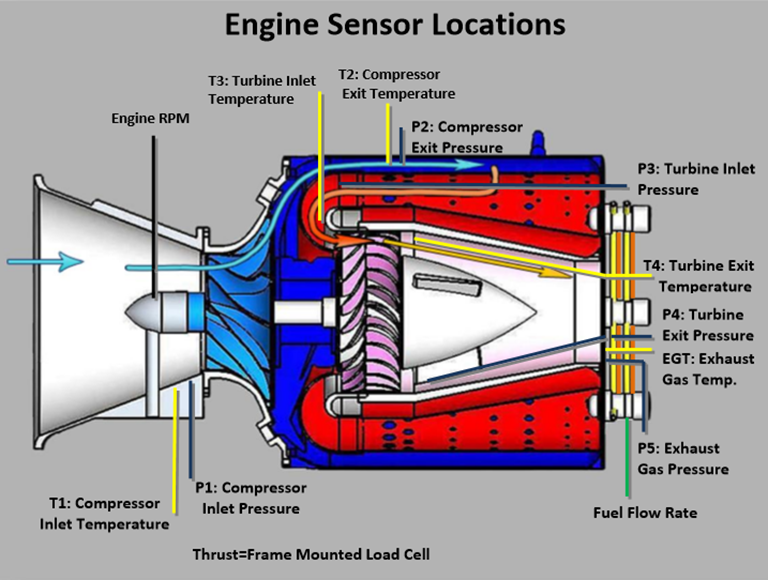 Engine Sensor Locations
T3: Turbine Inlet
Temperature
T2: Compressor
Exit Temperature
Engine RPM
P2: Compressor
Exit Pressure
P3: Turbine Inlet
Pressure
T4: Turbine Exit
Temperature
P4: Turbine
Exit Pressure
EGT: Exhaust
Gas Temp.
P5: Exhaust
Gas Pressure
P1: Compressor
Inlet Pressure
T1: Compressor
Inlet Temperature
Fuel Flow Rate
Thrust=Frame Mounted Load Cell